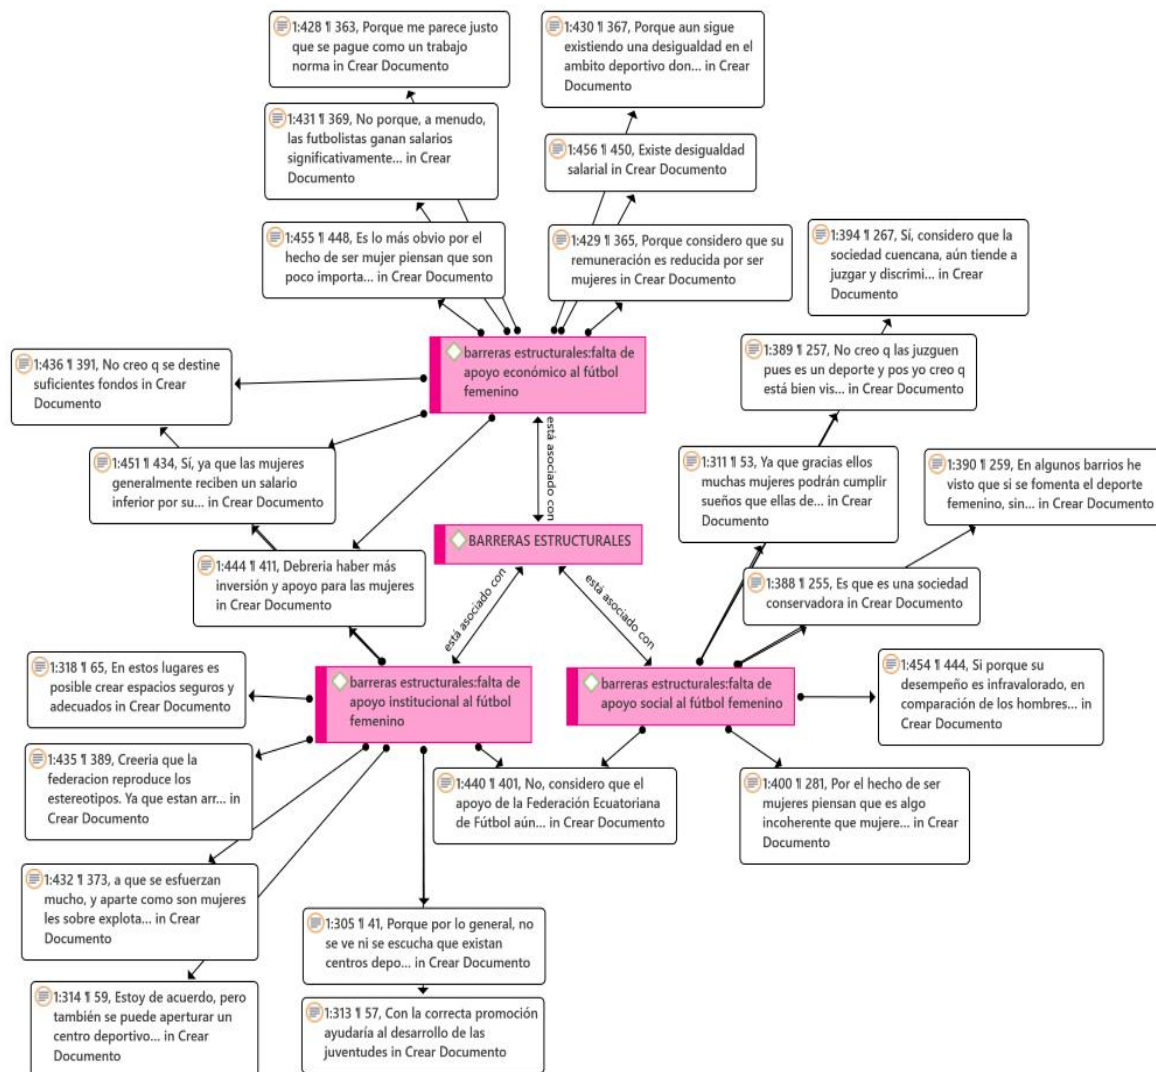 1:428 ¶ 363, Porque me parece justo
que se pague como un trabajo
norma in Crear Documento
1:430 ¶ 367, Porque aun sigue
existiendo una desigualdad en el
ambito deportivo don... in Crear
Documento
1:431 ¶ 369, No porque, a menudo,
las futbolistas ganan salarios
significativamente... in Crear
Documento
1:456 ¶ 450, Existe desigualdad
salarial in Crear Documento
1:455 ¶ 448, Es lo más obvio por el
hecho de ser mujer piensan que son
poco importa... in Crear Documento
1:429 ¶ 365, Porque considero que su
remuneración es reducida por ser
mujeres in Crear Documento
1:394 ¶ 267, Sí, considero que la
sociedad cuencana, aún tiende a
juzgar y discrimi... in Crear
Documento
barreras estructurales:falta de
apoyo económico al fútbol
femenino
1:436 ¶ 391, No creo q se destine
suficientes fondos in Crear
Documento
1:389 ¶ 257, No creo q las juzguen
pues es un deporte y pos yo creo q
está bien vis... in Crear Documento
está asociado con
1:451 ¶ 434, Sí, ya que las mujeres
generalmente reciben un salario
inferior por su... in Crear
Documento
1:311 ¶ 53, Ya que gracias ellos
muchas mujeres podrán cumplir
sueños que ellas de... in Crear
Documento
1:390 ¶ 259, En algunos barrios he
visto que si se fomenta el deporte
femenino, sin... in Crear Documento
BARRERAS ESTRUCTURALES
1:444 ¶ 411, Debreria haber más
inversión y apoyo para las mujeres
in Crear Documento
está asociado con
está asociado con
1:388 ¶ 255, Es que es una sociedad
conservadora in Crear Documento
1:318 ¶ 65, En estos lugares es
posible crear espacios seguros y
adecuados in Crear Documento
barreras estructurales:falta de
apoyo institucional al fútbol
femenino
barreras estructurales:falta de
apoyo social al fútbol femenino
1:454 ¶ 444, Si porque su
desempeño es infravalorado, en
comparación de los hombres... in
Crear Documento
1:435 ¶ 389, Creeria que la
federacion reproduce los
estereotipos. Ya que estan arr... in
Crear Documento
1:440 ¶ 401, No, considero que el
apoyo de la Federación Ecuatoriana
de Fútbol aún... in Crear Documento
1:400 ¶ 281, Por el hecho de ser
mujeres piensan que es algo
incoherente que mujere... in Crear
Documento
1:432 ¶ 373, a que se esfuerzan
mucho, y aparte como son mujeres
les sobre explota... in Crear
Documento
1:305 ¶ 41, Porque por lo general, no
se ve ni se escucha que existan
centros depo... in Crear Documento
1:314 ¶ 59, Estoy de acuerdo, pero
también se puede aperturar un
centro deportivo... in Crear
Documento
1:313 ¶ 57, Con la correcta promoción
ayudaría al desarrollo de las
juventudes in Crear Documento